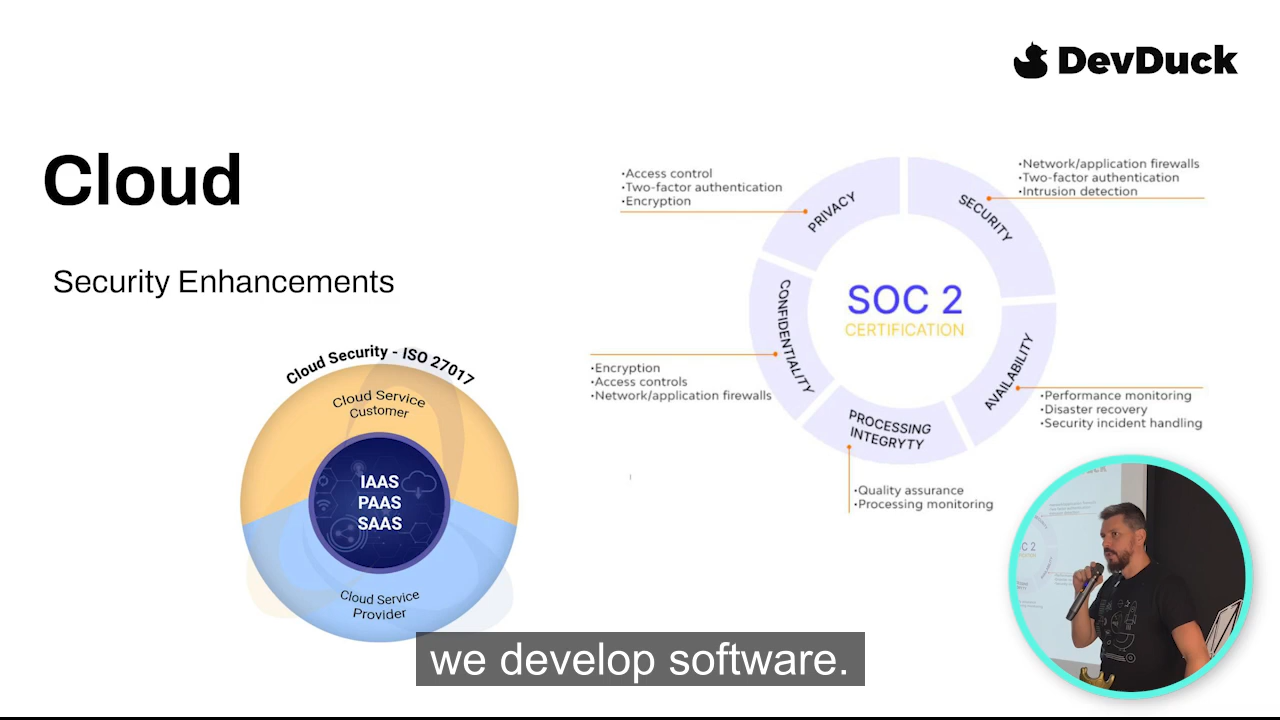 DevDuck
Cloud
Security Enhancements
Cloud Security - ISO 27017
Cloud Service
Customer
IAAS
PAAS
SAAS
Cloud Service
Provider
•Access control
•Two-factor authentication
•Encryption
PRIVACY
•Network/application firewalls
•Two-factor authentication
•Intrusion detection
SECURITY
SOC 2
CERTIFICATION
CONFIDENTIALITY
•Encryption
•Access controls
•Network/application firewalls
AVAILABILITY
•Performance monitoring
•Disaster recovery
•Security incident handling
PROCESSING
INTEGRYTY
•Quality assurance
•Processing monitoring
we develop software.